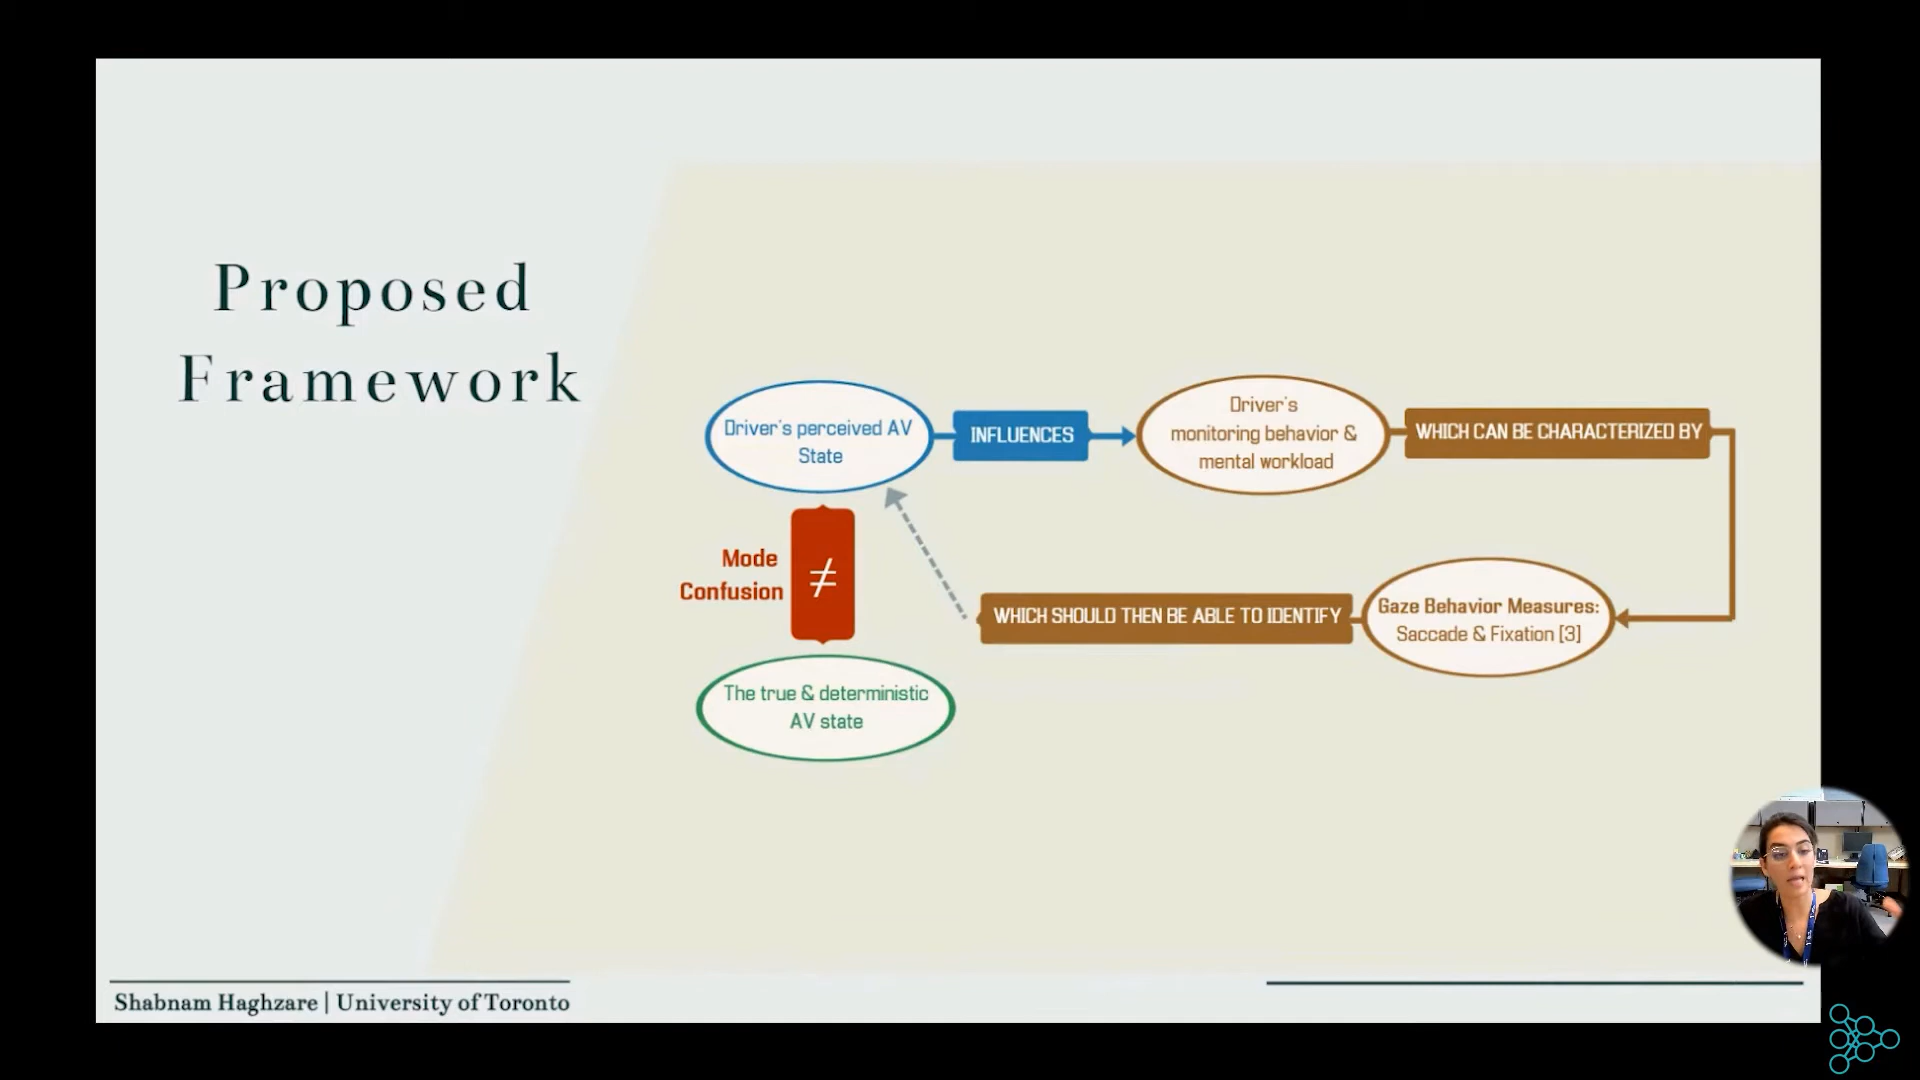 Proposed
Framework
Driver's perceived AV
State
INFLUENCES
Driver's
monitoring behavior &
mental workload
WHICH CAN BE CHARACTERIZED BY
Gaze Behavior Measures:
Saccade & Fixation [3]
WHICH SHOULD THEN BE ABLE TO IDENTIFY
Mode
Confusion
≠
The true & deterministic
AV state
Shabnam Haghzare | University of Toronto